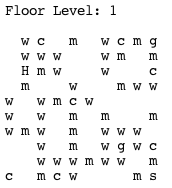 Floor Level: 1
  w c   m   w c m g
  w w w     w m   m
  H m w     w     c
  m     w     m w w
w   w m c w
w   w   m   m     m
w m w   m   w w w
    w   m   w g w c
    w w w m w w   m
c   m c w       m s